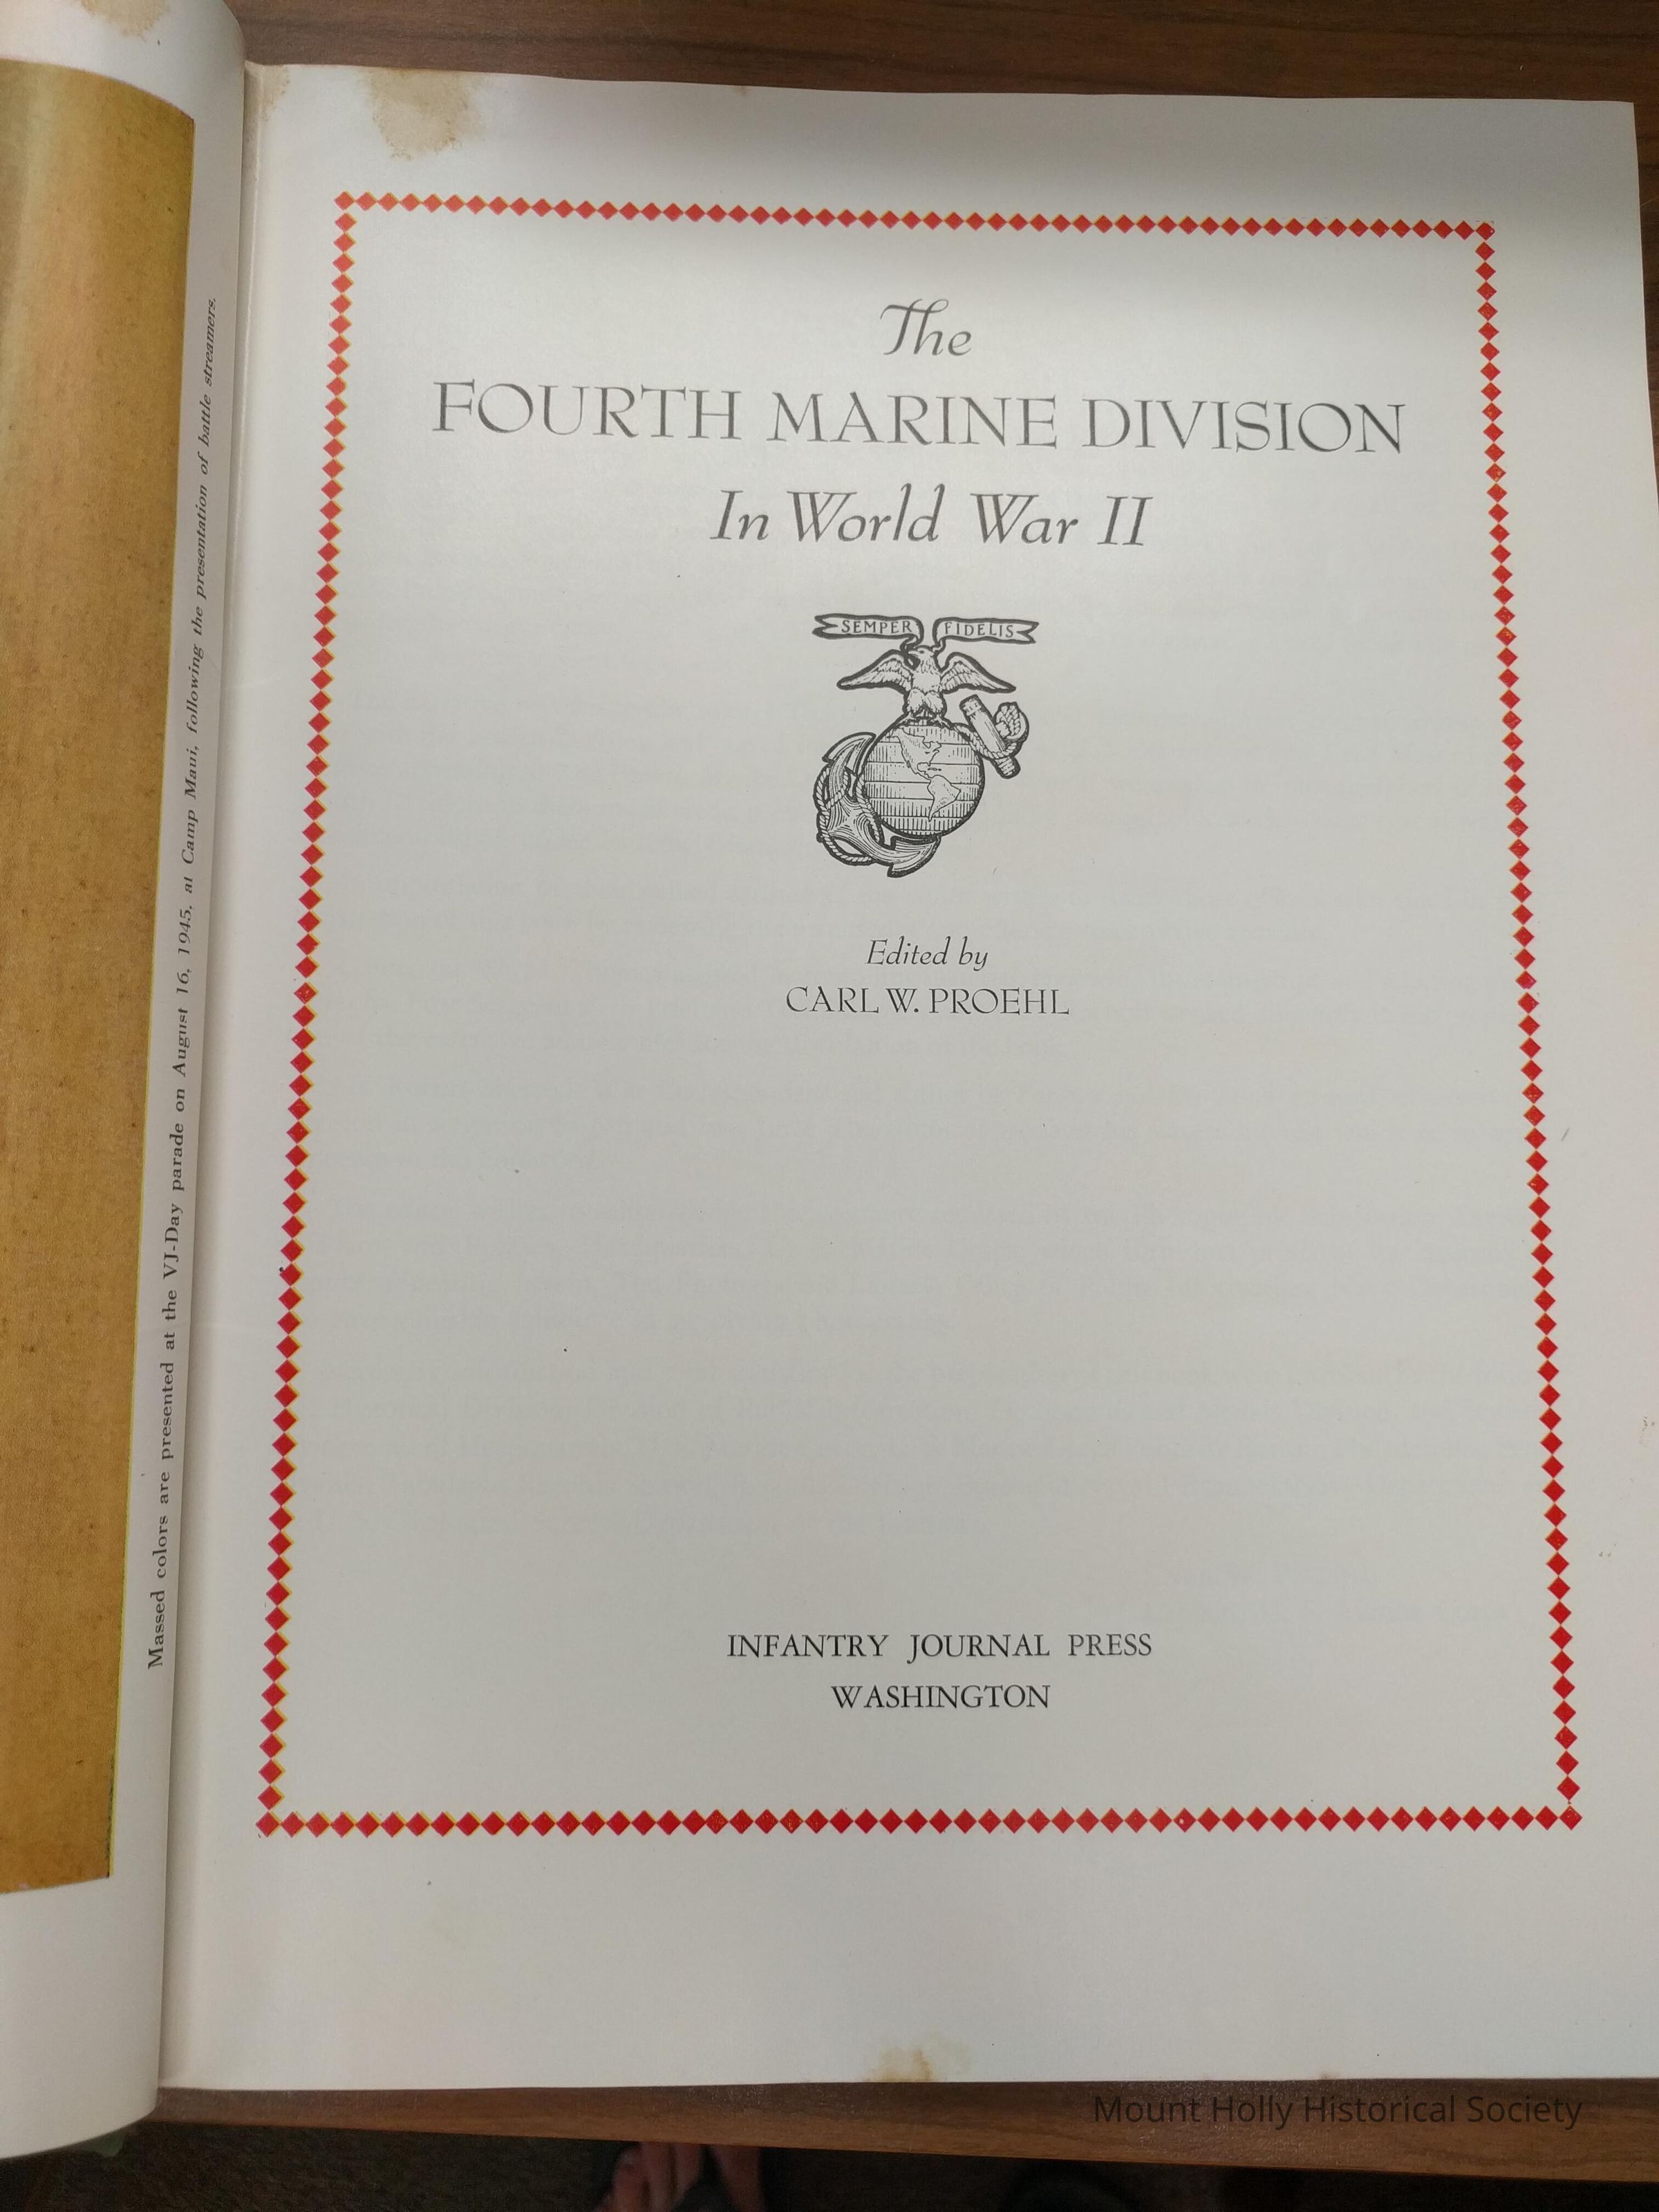 Massed colors are presented at the VJ-Day parade on August 16, 1945, at Camp Maui, following the presentation of battle streamers.
The
FOURTH MARINE DIVISION
In World War II
SEMPER FIDELIS
Edited by
CARL W. PROEHL
INFANTRY JOURNAL PRESS
WASHINGTON
Mount Holly Historical Society